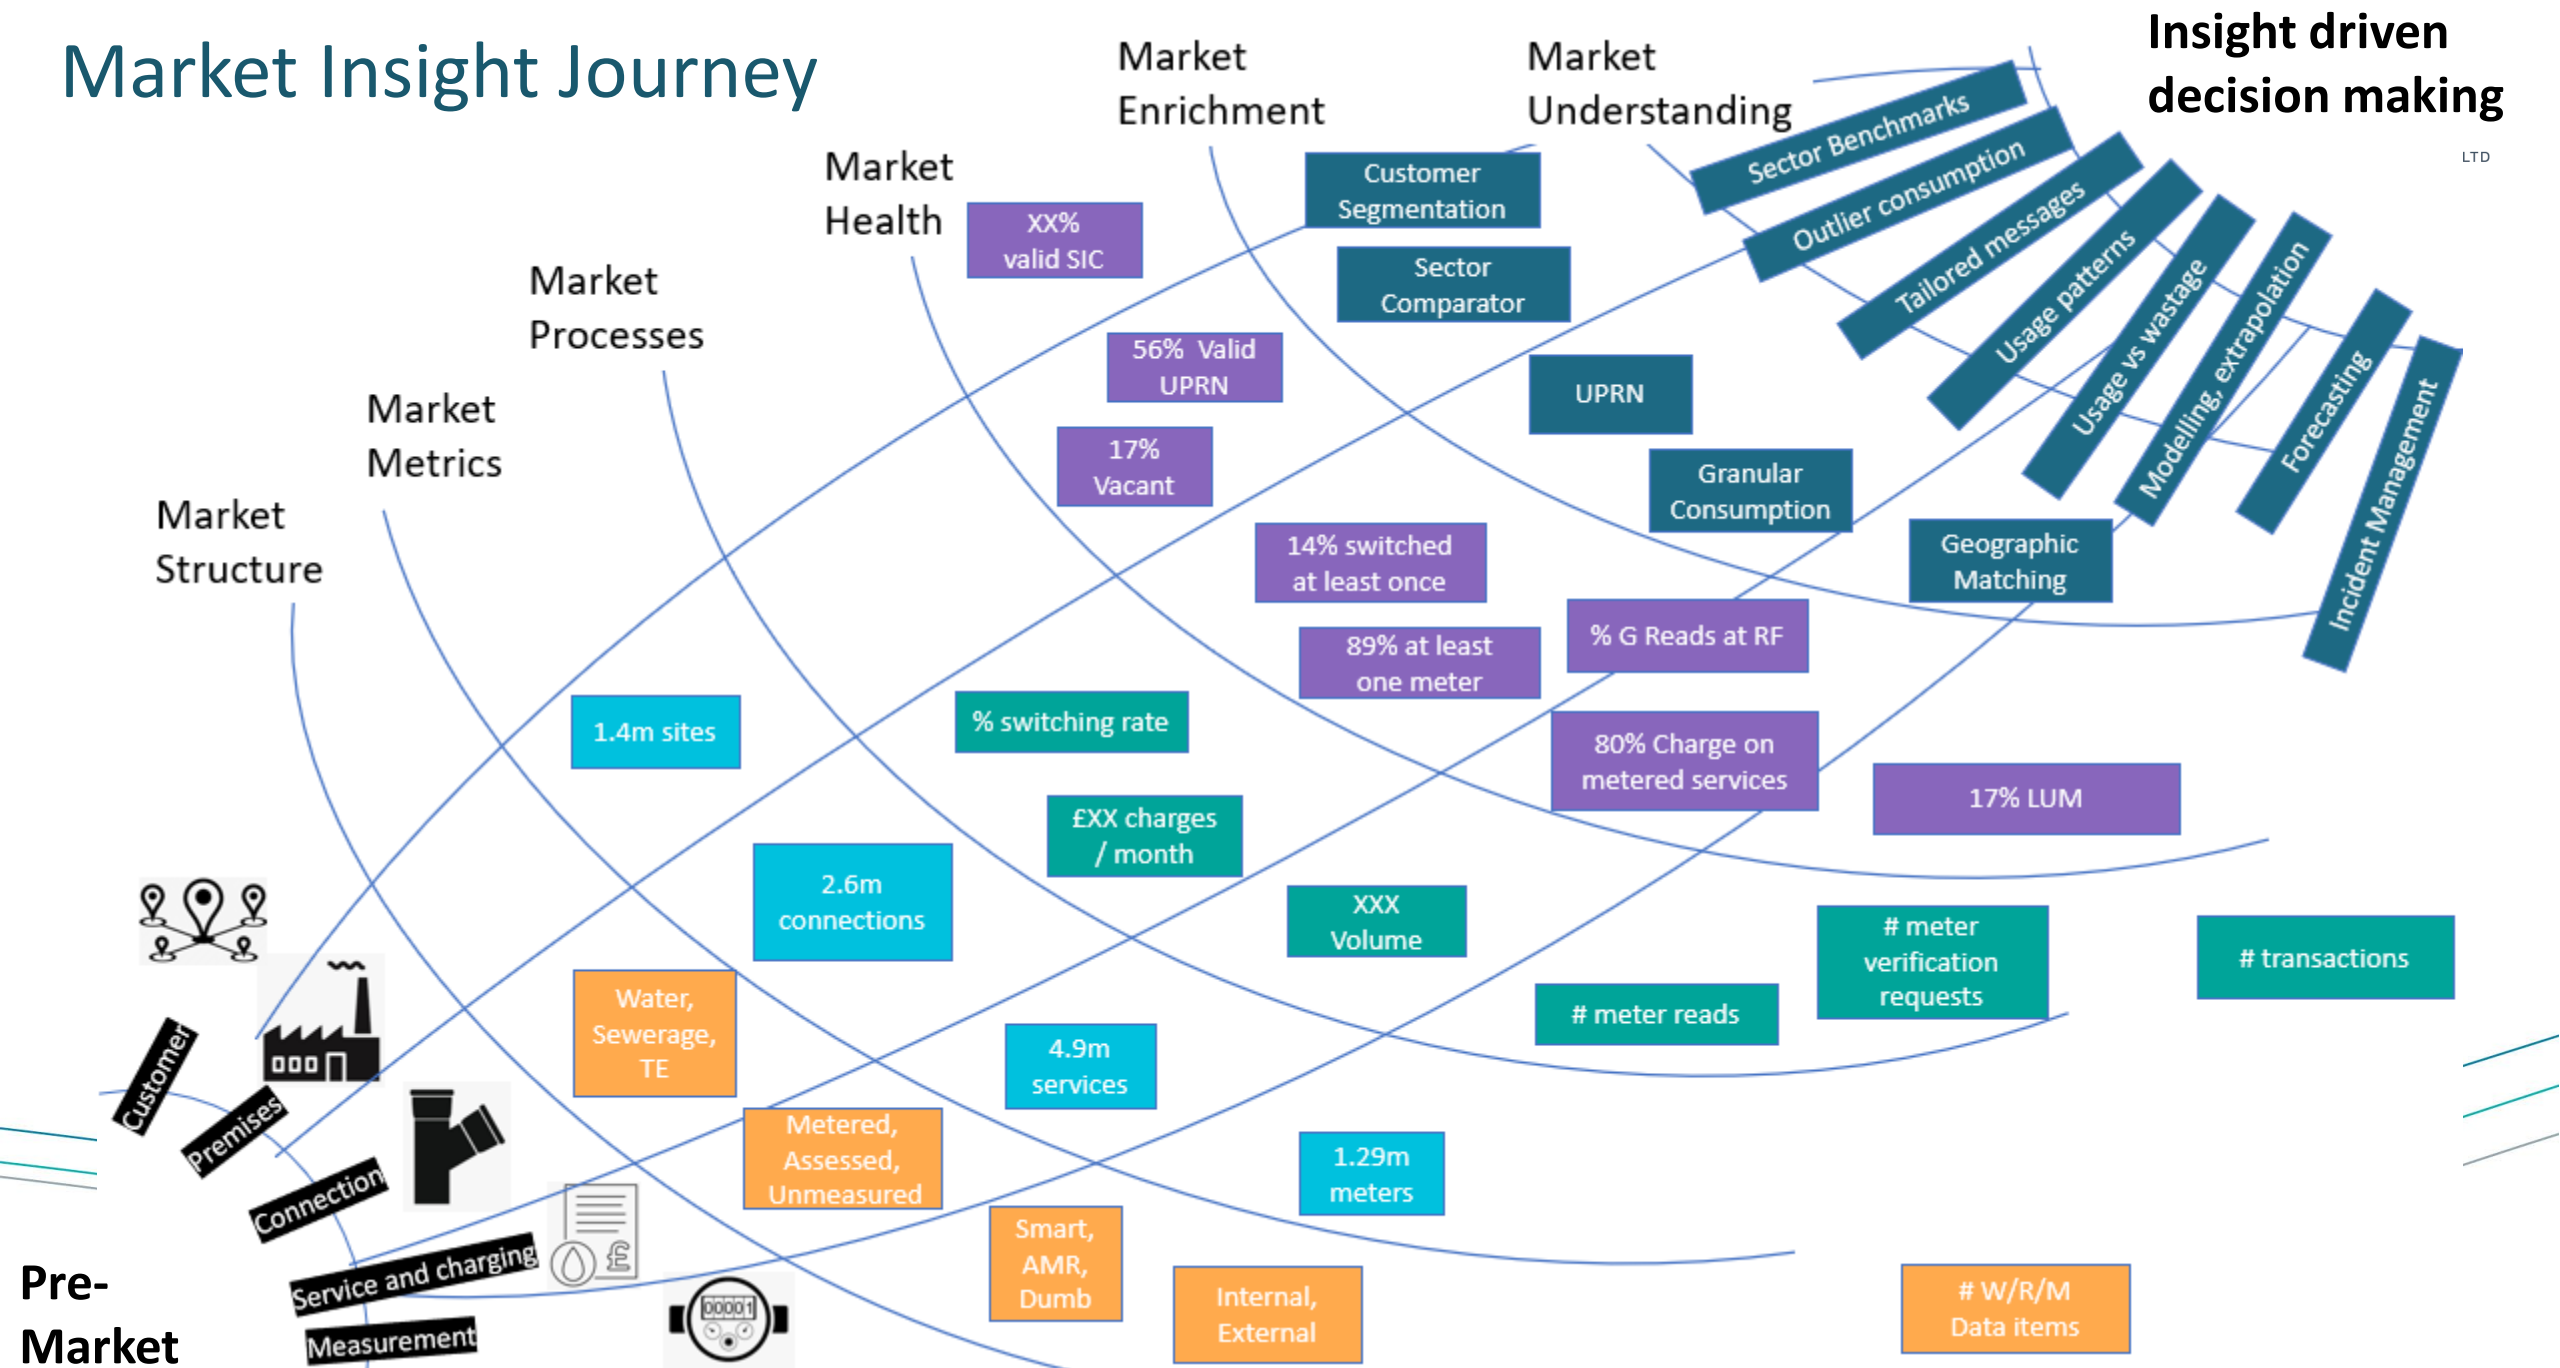 Market Insight Journey
Insight driven
decision making
LTD
Market
Enrichment
Market
Understanding
Market
Health
Market
Processes
Market
Metrics
Market
Structure
Sector Benchmarks
Outlier consumption
Tailored messages
Usage patterns
Usage vs wastage
Modelling, extrapolation
Forecasting
Incident Management
Customer
Segmentation
Sector
Comparator
UPRN
Granular
Consumption
Geographic
Matching
XX%
valid SIC
56% Valid
UPRN
17%
Vacant
14% switched
at least once
89% at least
one meter
% G Reads at RF
80% Charge on
metered services
17% LUM
% switching rate
£XX charges
/ month
XXX
Volume
# meter reads
# meter
verification
requests
# transactions
1.4m sites
2.6m
connections
4.9m
services
1.29m
meters
Water,
Sewerage,
TE
Metered,
Assessed,
Unmeasured
Smart,
AMR,
Dumb
Internal,
External
# W/R/M
Data items
Customer
Premises
Connection
Service and charging
Measurement
£
00001
Pre-
Market